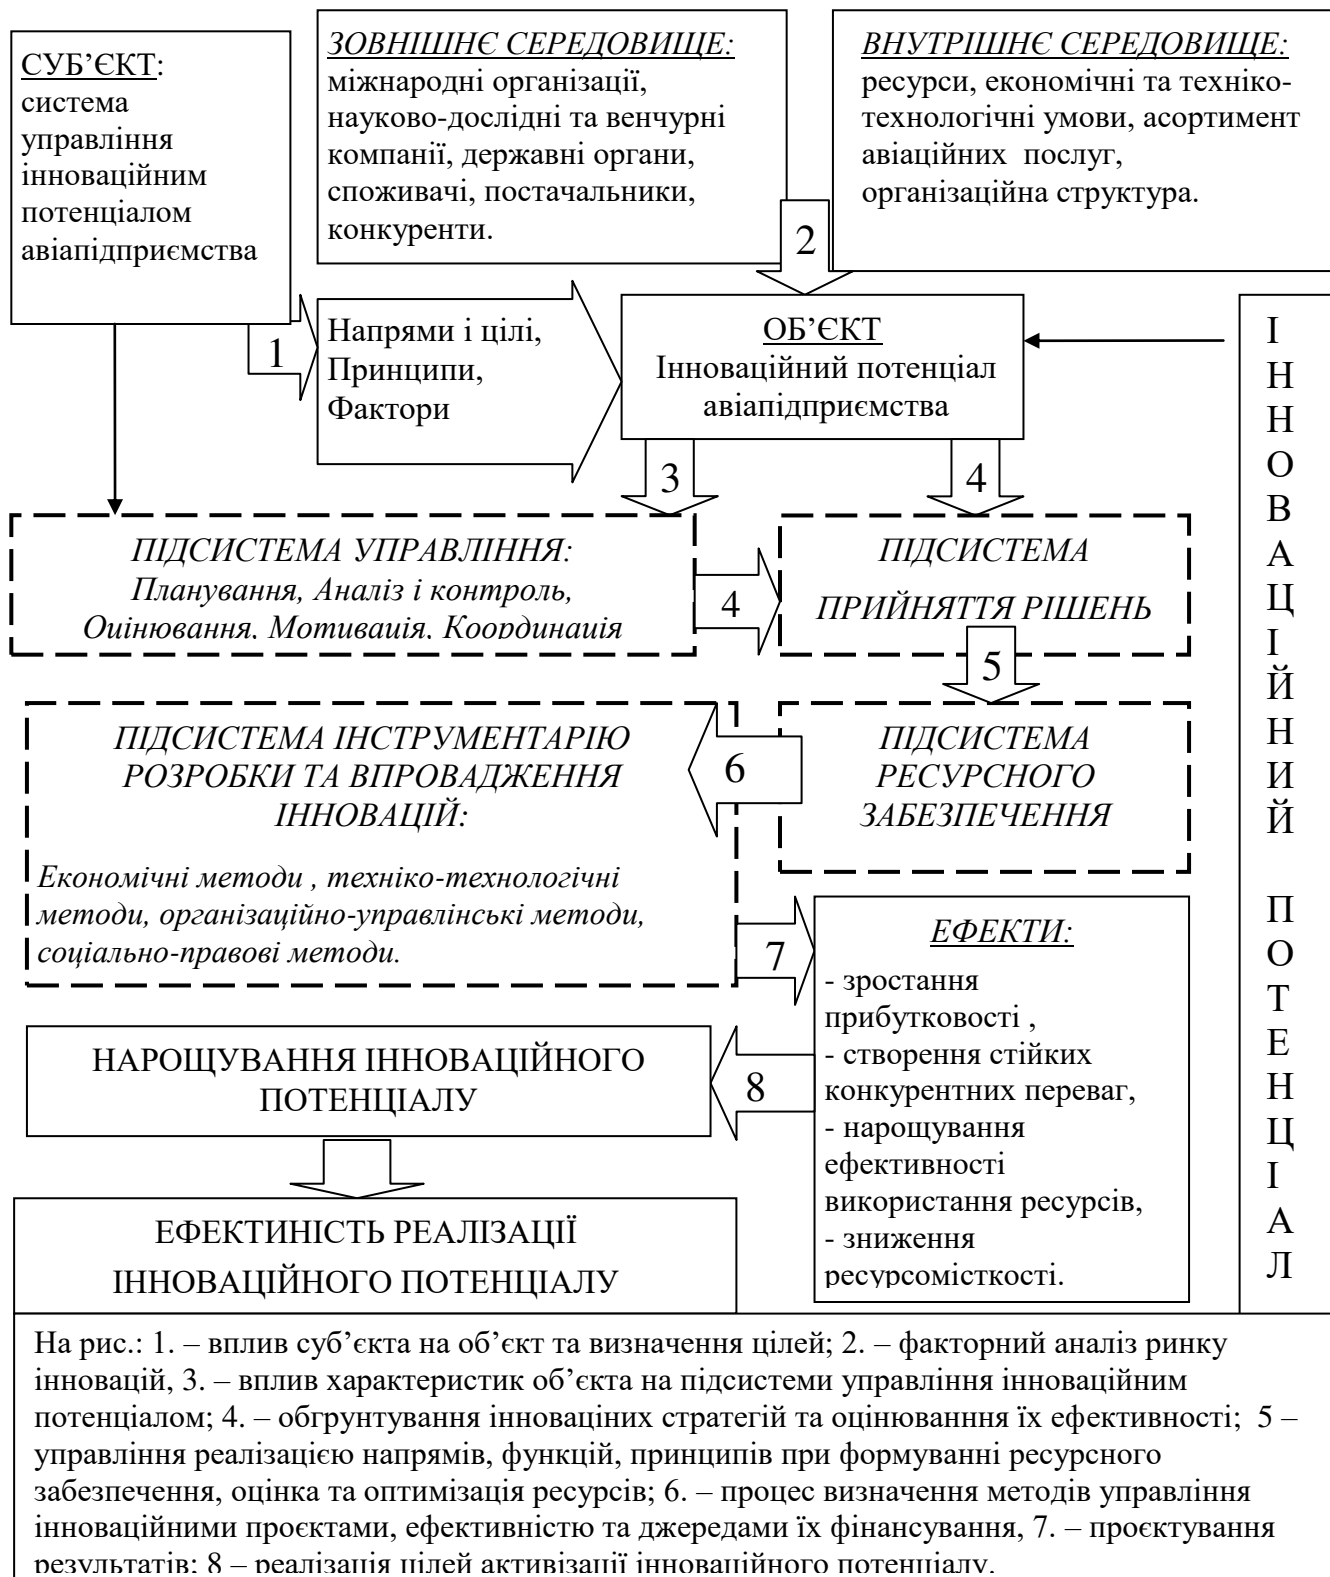 СУБ’ЄКТ:
система
управління
інноваційним
потенціалом
авіапідприємства
ЗОВНІШНЄ СЕРЕДОВИЩЕ:
міжнародні організації,
науково-дослідні та венчурні
компанії, державні органи,
споживачі, постачальники,
конкуренти.
ВНУТРІШНЄ СЕРЕДОВИЩЕ:
ресурси, економічні та техніко-
технологічні умови, асортимент
авіаційних послуг,
організаційна структура.
2
1
Напрями і цілі,
Принципи,
Фактори
ОБ’ЄКТ
Інноваційний потенціал
авіапідприємства
3
4
ПІДСИСТЕМА УПРАВЛІННЯ:
Планування, Аналіз і контроль,
Оцінювання, Мотивація, Координація
4
ПІДСИСТЕМА
ПРИЙНЯТТЯ РІШЕНЬ
5
ПІДСИСТЕМА ІНСТРУМЕНТАРІЮ
РОЗРОБКИ ТА ВПРОВАДЖЕННЯ
ІННОВАЦІЙ:
Економічні методи , техніко-технологічні
методи, організаційно-управлінські методи,
соціально-правові методи.
6
ПІДСИСТЕМА
РЕСУРСНОГО
ЗАБЕЗПЕЧЕННЯ
7
ЕФЕКТИ:
- зростання
прибутковості ,
- створення стійких
конкурентних переваг,
- нарощування
ефективності
використання ресурсів,
- зниження
ресурсомісткості.
8
НАРОЩУВАННЯ ІННОВАЦІЙНОГО
ПОТЕНЦІАЛУ
ЕФЕКТИНІСТЬ РЕАЛІЗАЦІЇ
ІННОВАЦІЙНОГО ПОТЕНЦІАЛУ
ІННОВАЦІЙНИЙ ПОТЕНЦІАЛ
На рис.: 1. – вплив суб’єкта на об’єкт та визначення цілей; 2. – факторний аналіз ринку
інновацій, 3. – вплив характеристик об’єкта на підсистеми управління інноваційним
потенціалом; 4. – обгрунтування інноваціних стратегій та оцінюванння їх ефективності; 5 –
управління реалізацією напрямів, функцій, принципів при формуванні ресурсного
забезпечення, оцінка та оптимізація ресурсів; 6. – процес визначення методів управління
інноваційними проєктами, ефективністю та джередами їх фінансування, 7. – проєктування
результатів; 8 – реалізація цілей активізації інноваційного потенціалу.